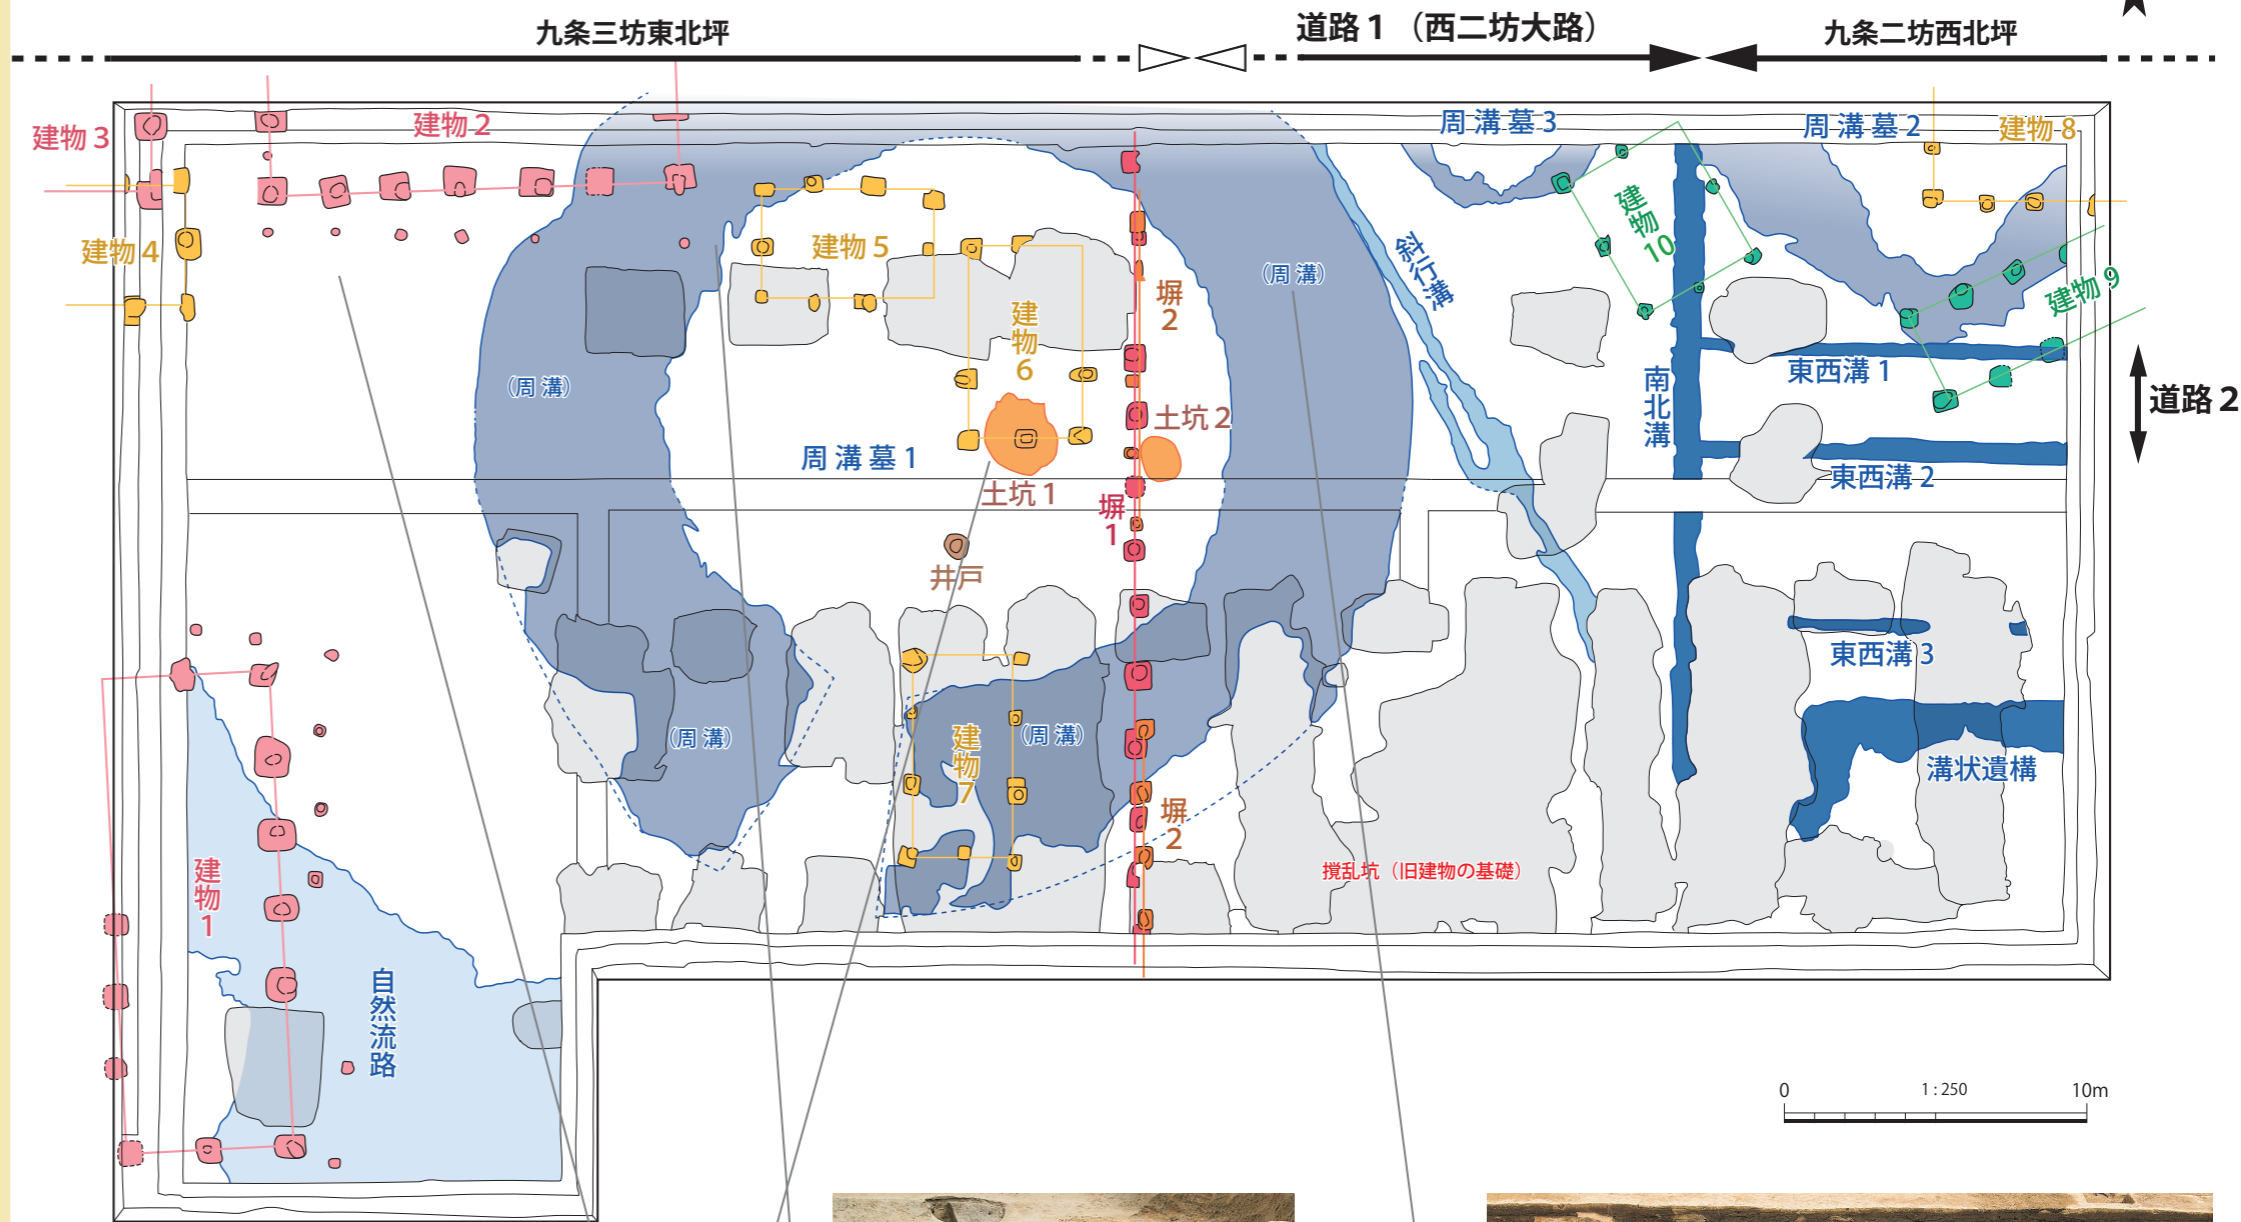 九条三坊東北坪
道路1（西二坊大路）
九条二坊西北坪
建物3
建物2
周溝墓3
周溝墓2
建物8
建物4
建物5
建物10
斜行溝
（周溝）
塀2
建物9
建物6
（周溝）
東西溝1
南北溝
道路2
土坑2
周溝墓1
土坑1
東西溝2
塀1
井戸
東西溝3
（周溝）
建物7
（周溝）
溝状遺構
塀2
建物1
撹乱坑（旧建物の基礎）
自然流路
0 1：250 10m